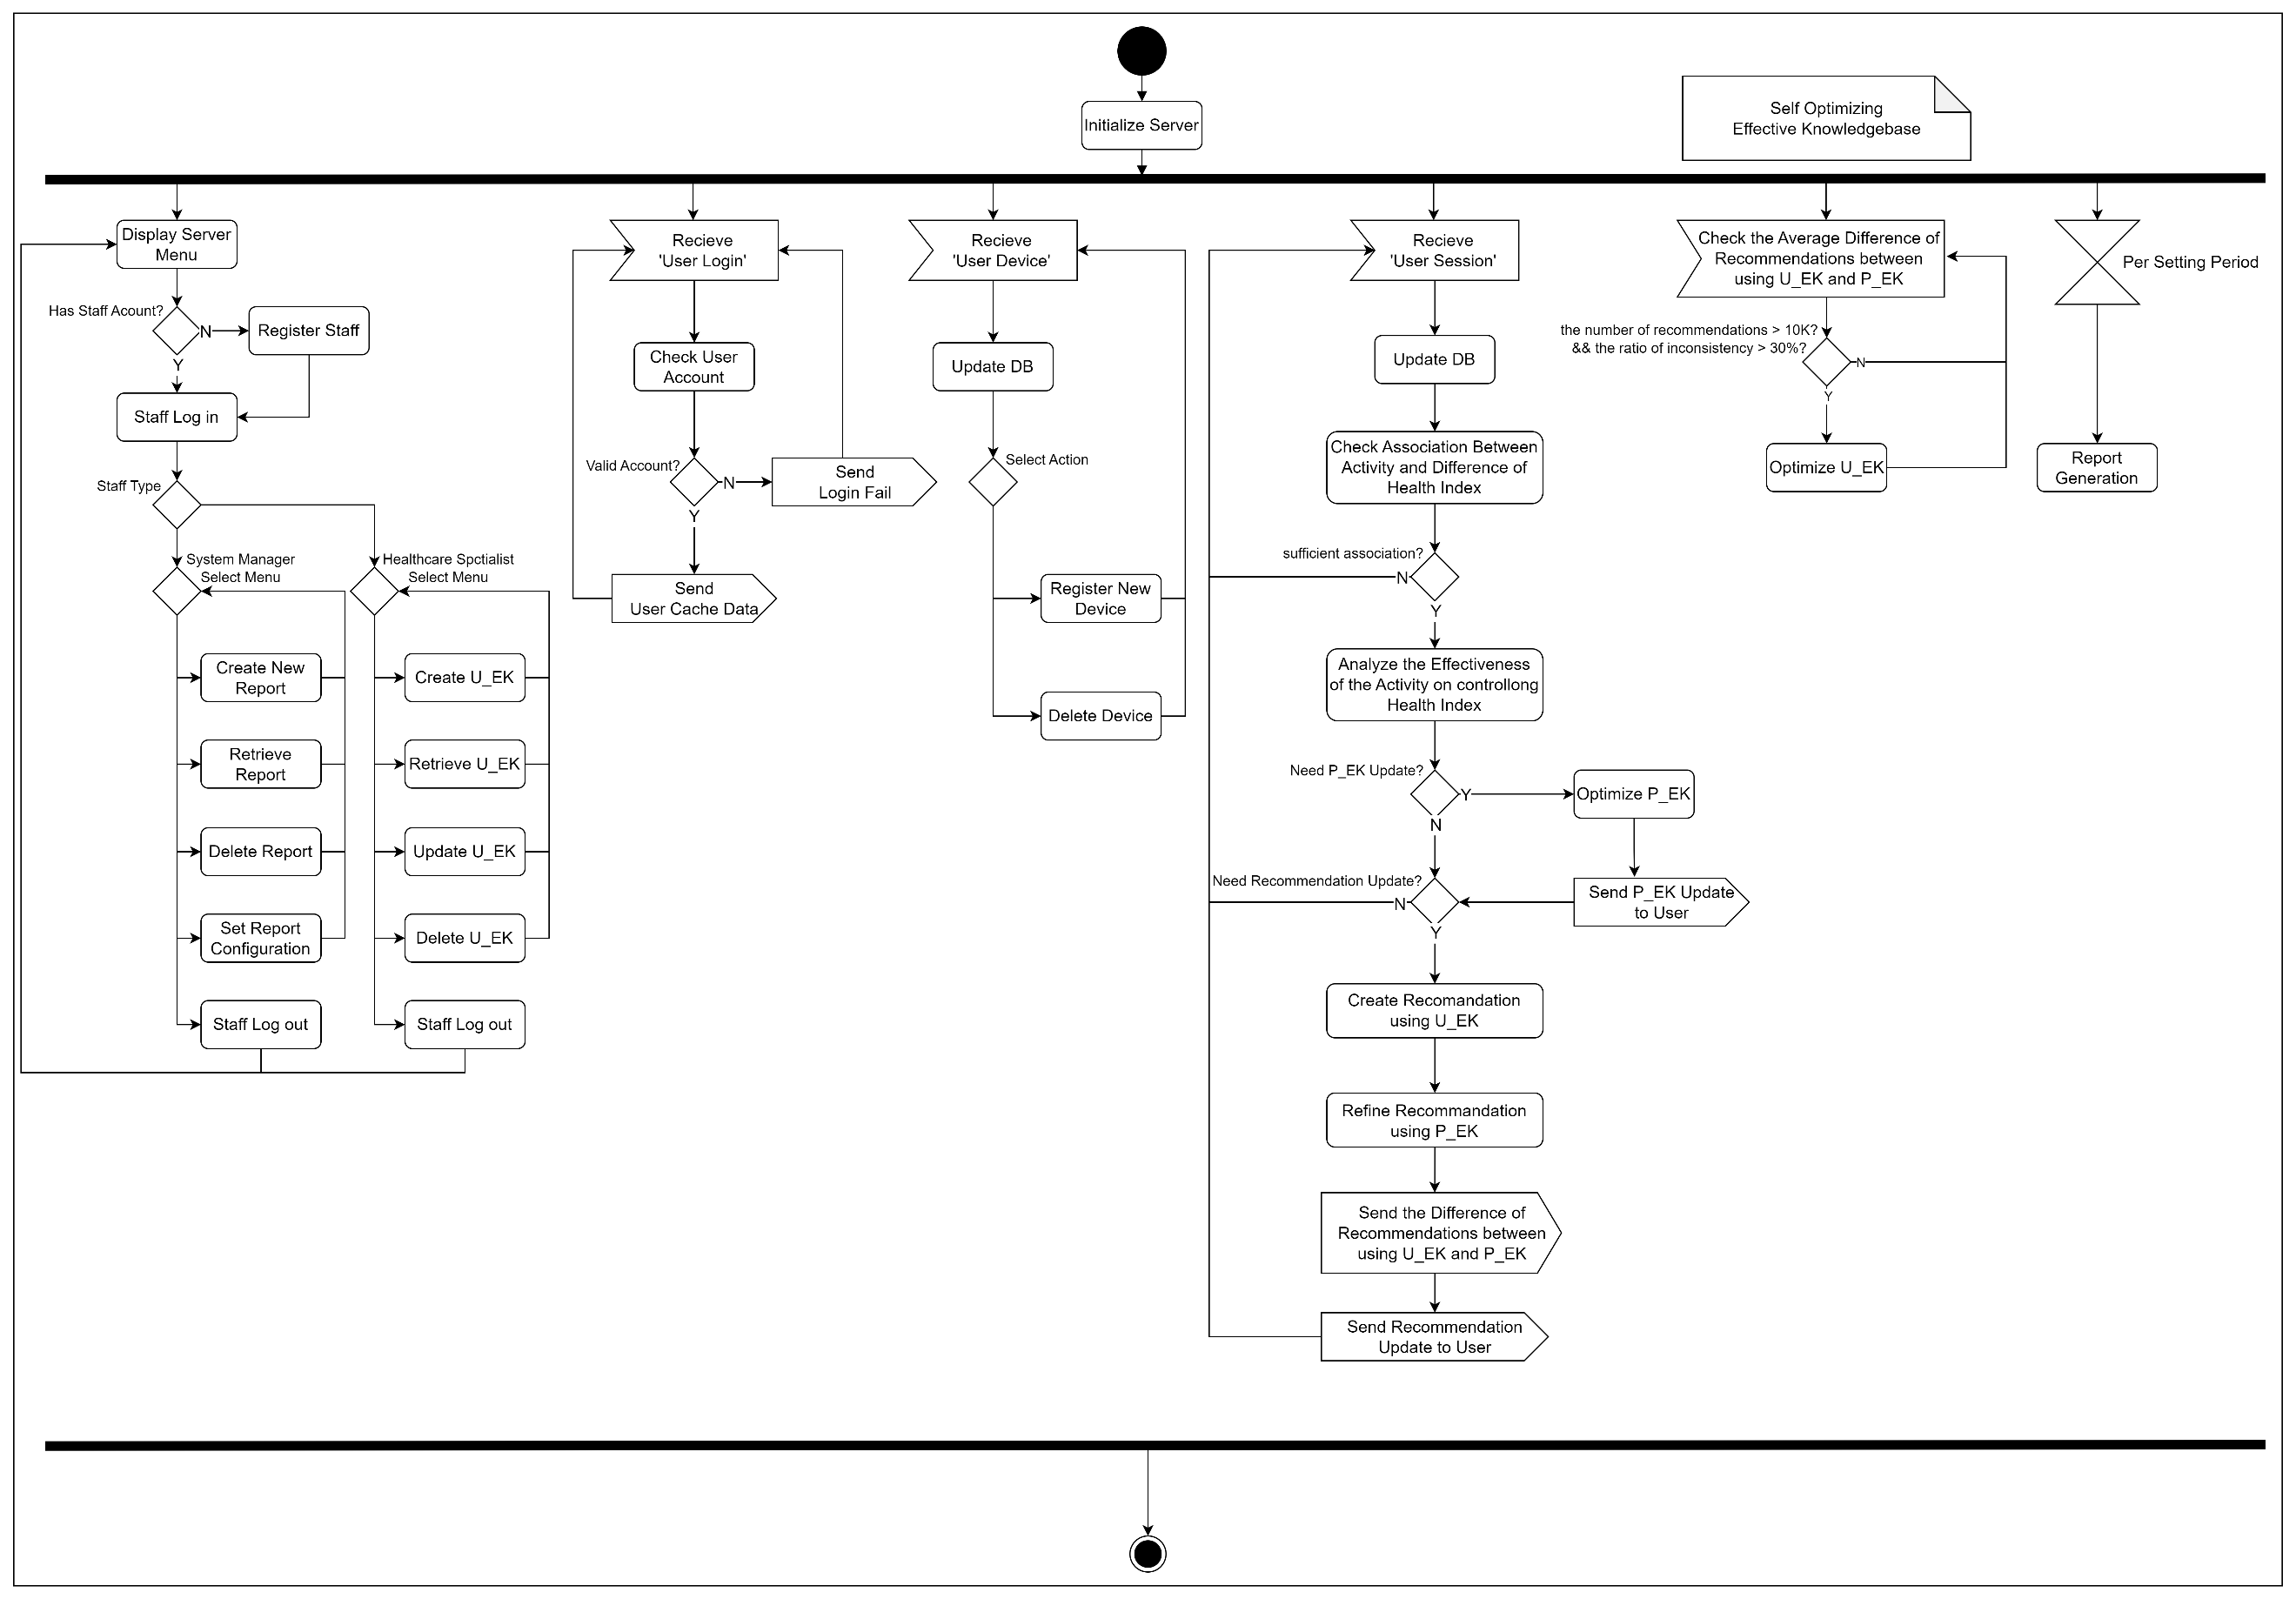 Initialize Server
Self Optimizing
Effective Knowledgebase
Display Server
Menu
Has Staff Acount?
N
Register Staff
Y
Staff Log in
Staff Type
System Manager
Select Menu
Healthcare Spctialist
Select Menu
Create New
Report
Retrieve
Report
Delete Report
Set Report
Configuration
Staff Log out
Create U_EK
Retrieve U_EK
Update U_EK
Delete U_EK
Staff Log out
Recieve
'User Login'
Check User
Account
Valid Account?
N
Send
Login Fail
Y
Send
User Cache Data
Recieve
'User Device'
Update DB
Select Action
Register New
Device
Delete Device
Recieve
'User Session'
Update DB
Check Association Between
Activity and Difference of
Health Index
sufficient association?
N
Y
Analyze the Effectiveness
of the Activity on controllong
Health Index
Need P_EK Update?
Y
Optimize P_EK
N
Send P_EK Update
to User
Need Recommendation Update?
N
Y
Create Recomandation
using U_EK
Refine Recommandation
using P_EK
Send the Difference of
Recommendations between
using U_EK and P_EK
Send Recommendation
Update to User
Check the Average Difference of
Recommendations between
using U_EK and P_EK
the number of recommendations > 10K?
&& the ratio of inconsistency > 30%?
N
Y
Optimize U_EK
Per Setting Period
Report
Generation